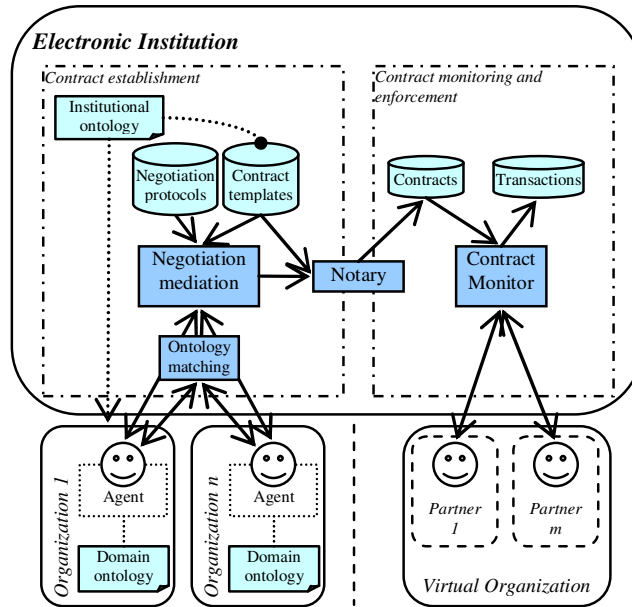 Electronic Institution
Contract establishment
Contract monitoring and
enforcement
Institutional
ontology
Negotiation
protocols
Contract
templates
Contracts
Transactions
Negotiation
mediation
Notary
Contract
Monitor
Ontology
matching
Organization 1
Agent
Domain
ontology
Organization n
Agent
Domain
ontology
Partner
1
Partner
m
Virtual Organization